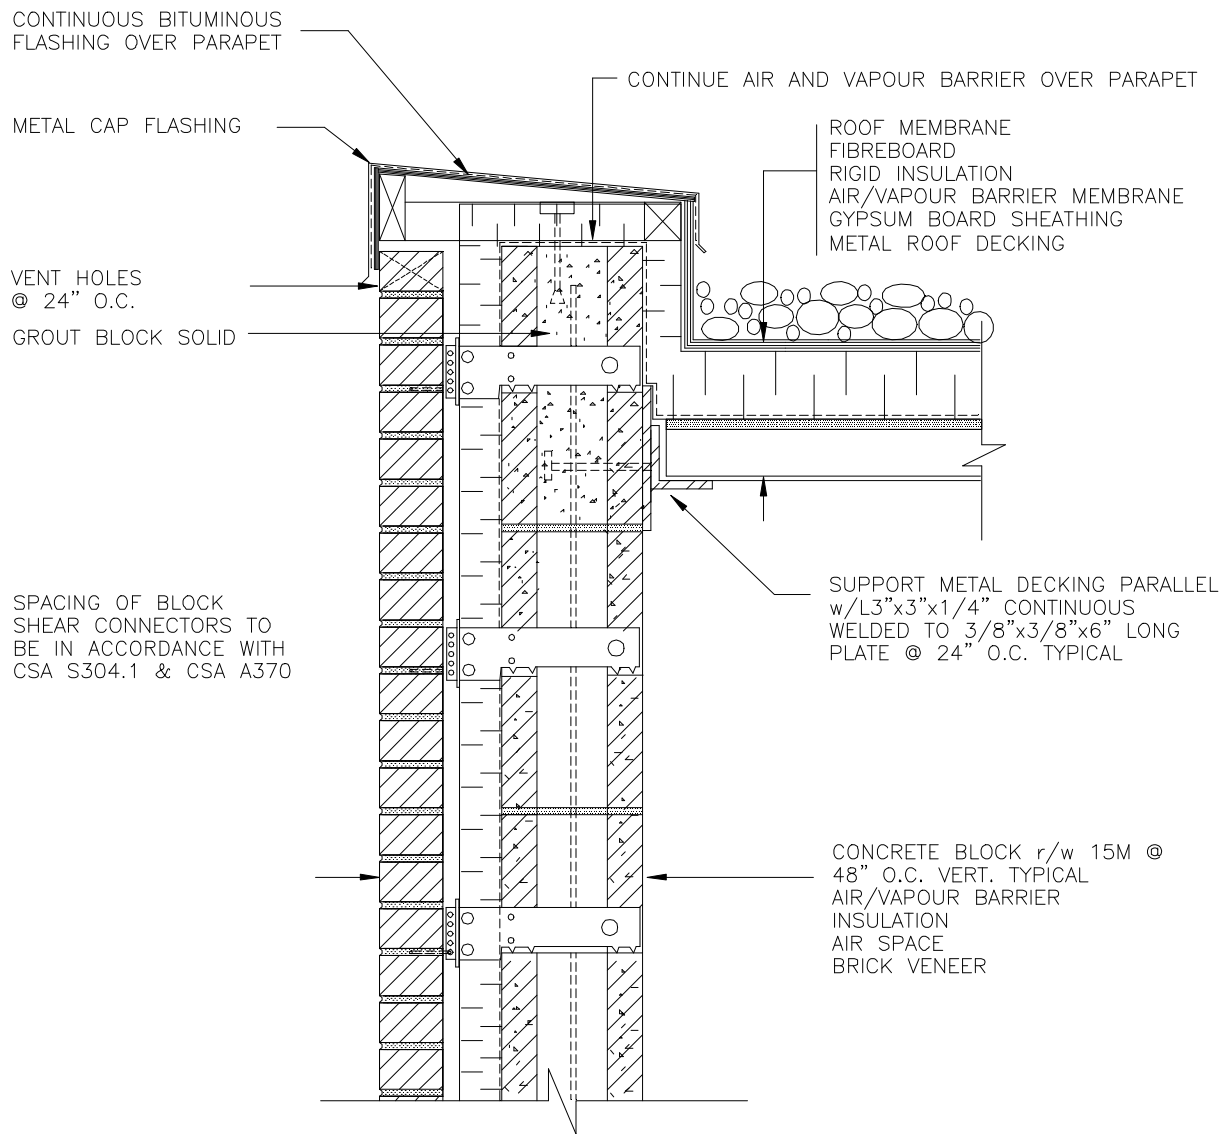 CONTINUOUS BITUMINOUS
FLASHING OVER PARAPET
CONTINUE AIR AND VAPOUR BARRIER OVER PARAPET
METAL CAP FLASHING
ROOF MEMBRANE
FIBREBOARD
RIGID INSULATION
AIR/VAPOUR BARRIER MEMBRANE
GYPSUM BOARD SHEATHING
METAL ROOF DECKING
VENT HOLES
@ 24" O.C.
GROUT BLOCK SOLID
SUPPORT METAL DECKING PARALLEL
w/L3"x3"x1/4" CONTINUOUS
WELDED TO 3/8"x3/8"x6" LONG
PLATE @ 24" O.C. TYPICAL
SPACING OF BLOCK
SHEAR CONNECTORS TO
BE IN ACCORDANCE WITH
CSA S304.1 & CSA A370
CONCRETE BLOCK r/w 15M @
48" O.C. VERT. TYPICAL
AIR/VAPOUR BARRIER
INSULATION
AIR SPACE
BRICK VENEER